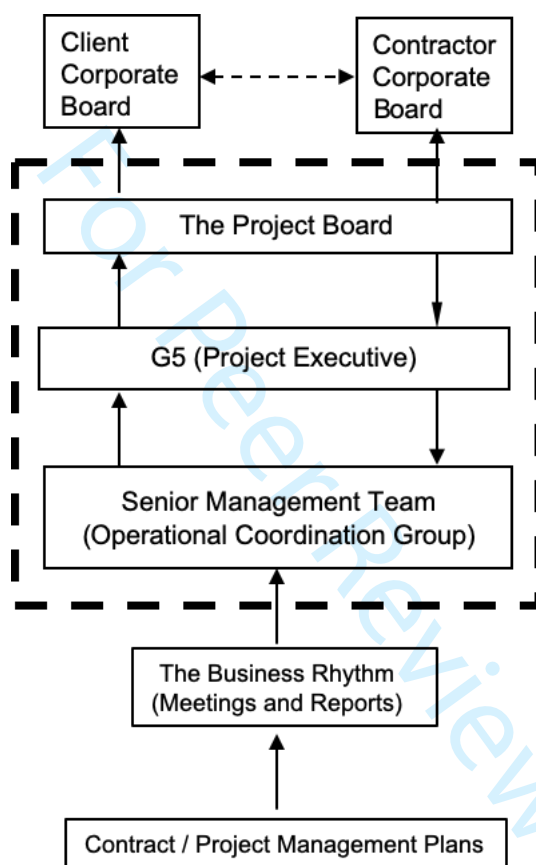 Client
Corporate
Board
Contractor
Corporate
Board
The Project Board
G5 (Project Executive)
Senior Management Team
(Operational Coordination Group)
The Business Rhythm
(Meetings and Reports)
Contract / Project Management Plans
For Peer Review